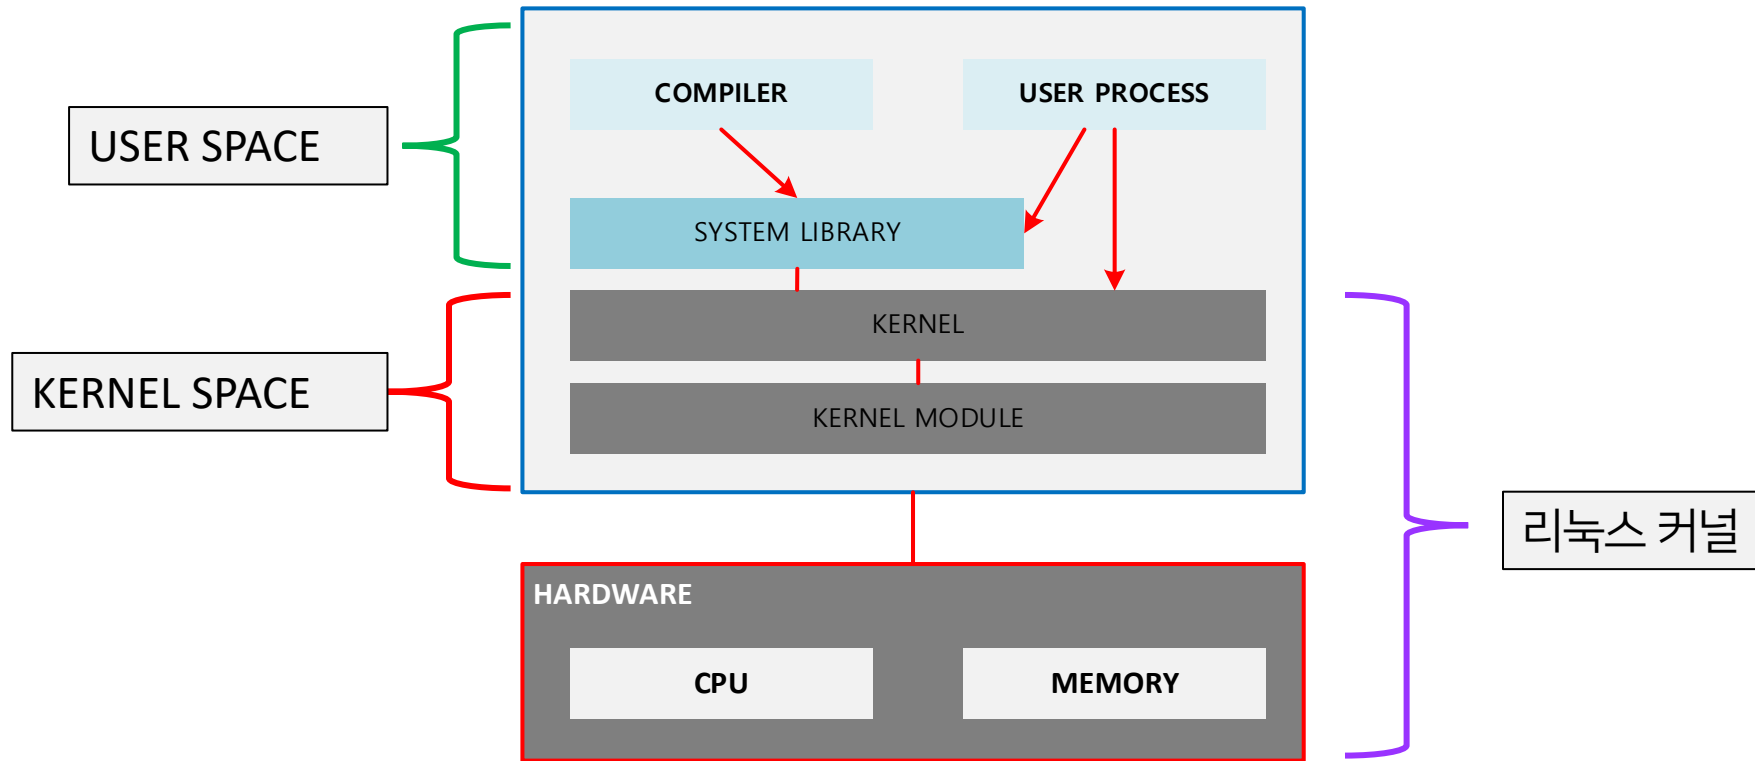 COMPILER
USER PROCESS
USER SPACE
SYSTEM LIBRARY
KERNEL
KERNEL SPACE
KERNEL MODULE
리눅스 커널
HARDWARE
CPU
MEMORY